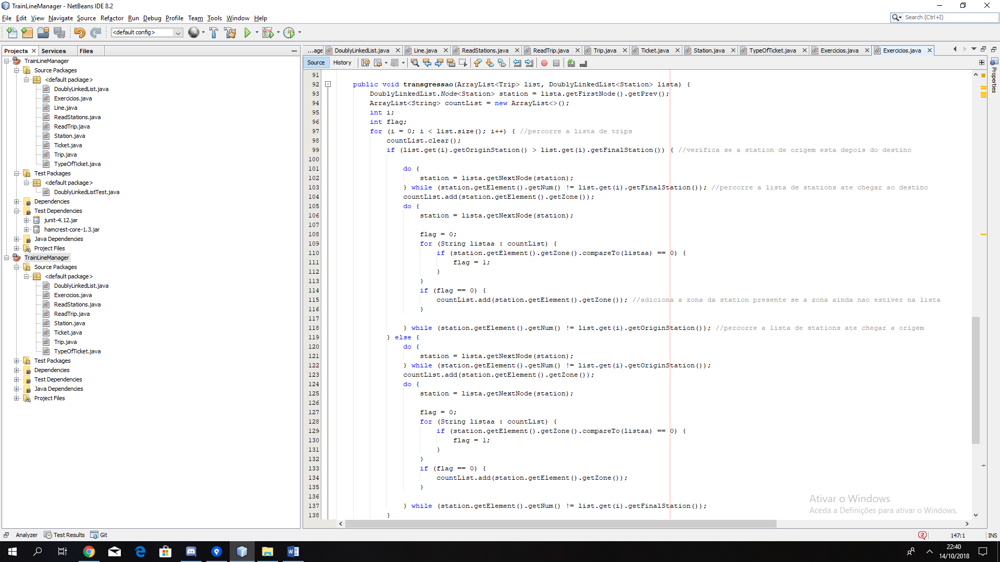 TrainLineManager - NetBeans IDE 8.2
File Edit View Navigate Source Refactor Run Debug Profile Team Tools Window Help
Search (Ctrl+I)
<default config>
Projects Services Files
TrainLineManager
Source Packages
<default package>
DoublyLinkedList.java
Exercicios.java
Line.java
ReadStations.java
ReadTrip.java
Station.java
Ticket.java
Trip.java
TypeOfTicket.java
Test Packages
<default package>
DoublyLinkedListTest.java
Dependencies
Test Dependencies
junit-4.12.jar
hamcrest-core-1.3.jar
Java Dependencies
Project Files
TrainLineManager
Source Packages
<default package>
DoublyLinkedList.java
Exercicios.java
ReadStations.java
ReadTrip.java
Station.java
Ticket.java
Trip.java
TypeOfTicket.java
Test Packages
Dependencies
Test Dependencies
Java Dependencies
Project Files
...age DoublyLinkedList.java Line.java ReadStations.java ReadTrip.java Trip.java Ticket.java Station.java TypeOfTicket.java Exercicios.java Exercicios.java
Source History
Properties
91
92 public void transgressao(ArrayList<Trip> list, DoublyLinkedList<Station> lista) {
93 DoublyLinkedList.Node<Station> station = lista.getFirstNode().getPrev();
94 ArrayList<String> countList = new ArrayList<>();
95 int i;
96 int flag;
97 for (i = 0; i < list.size(); i++) { //percorre a lista de trips
98 countList.clear();
99 if (list.get(i).getOriginStation() > list.get(i).getFinalStation()) { //verifica se a station de origem esta depois do destino
100
101 do {
102 station = lista.getNextNode(station);
103 } while (station.getElement().getNum() != list.get(i).getFinalStation()); //percorre a lista de stations ate chegar ao destino
104 countList.add(station.getElement().getZone());
105 do {
106 station = lista.getNextNode(station);
107
108 flag = 0;
109 for (String listaa : countList) {
110 if (station.getElement().getZone().compareTo(listaa) == 0) {
111 flag = 1;
112 }
113 }
114 if (flag == 0) {
115 countList.add(station.getElement().getZone()); //adiciona a zona da station presente se a zona ainda nao estiver na lista
116 }
117
118 } while (station.getElement().getNum() != list.get(i).getOriginStation()); //percorre a lista de stations ate chegar a origem
119 } else {
120 do {
121 station = lista.getNextNode(station);
122 } while (station.getElement().getNum() != list.get(i).getOriginStation());
123 countList.add(station.getElement().getZone());
124 do {
125 station = lista.getNextNode(station);
126
127 flag = 0;
128 for (String listaa : countList) {
129 if (station.getElement().getZone().compareTo(listaa) == 0) {
130 flag = 1;
131 }
132 }
133 if (flag == 0) {
134 countList.add(station.getElement().getZone());
135 }
136
137 } while (station.getElement().getNum() != list.get(i).getFinalStation());
138 }
Ativar o Windows
Aceda a Definições para ativar o Windows.
Analyzer Test Results Git
2 147:1 INS
22:40
14/10/2018